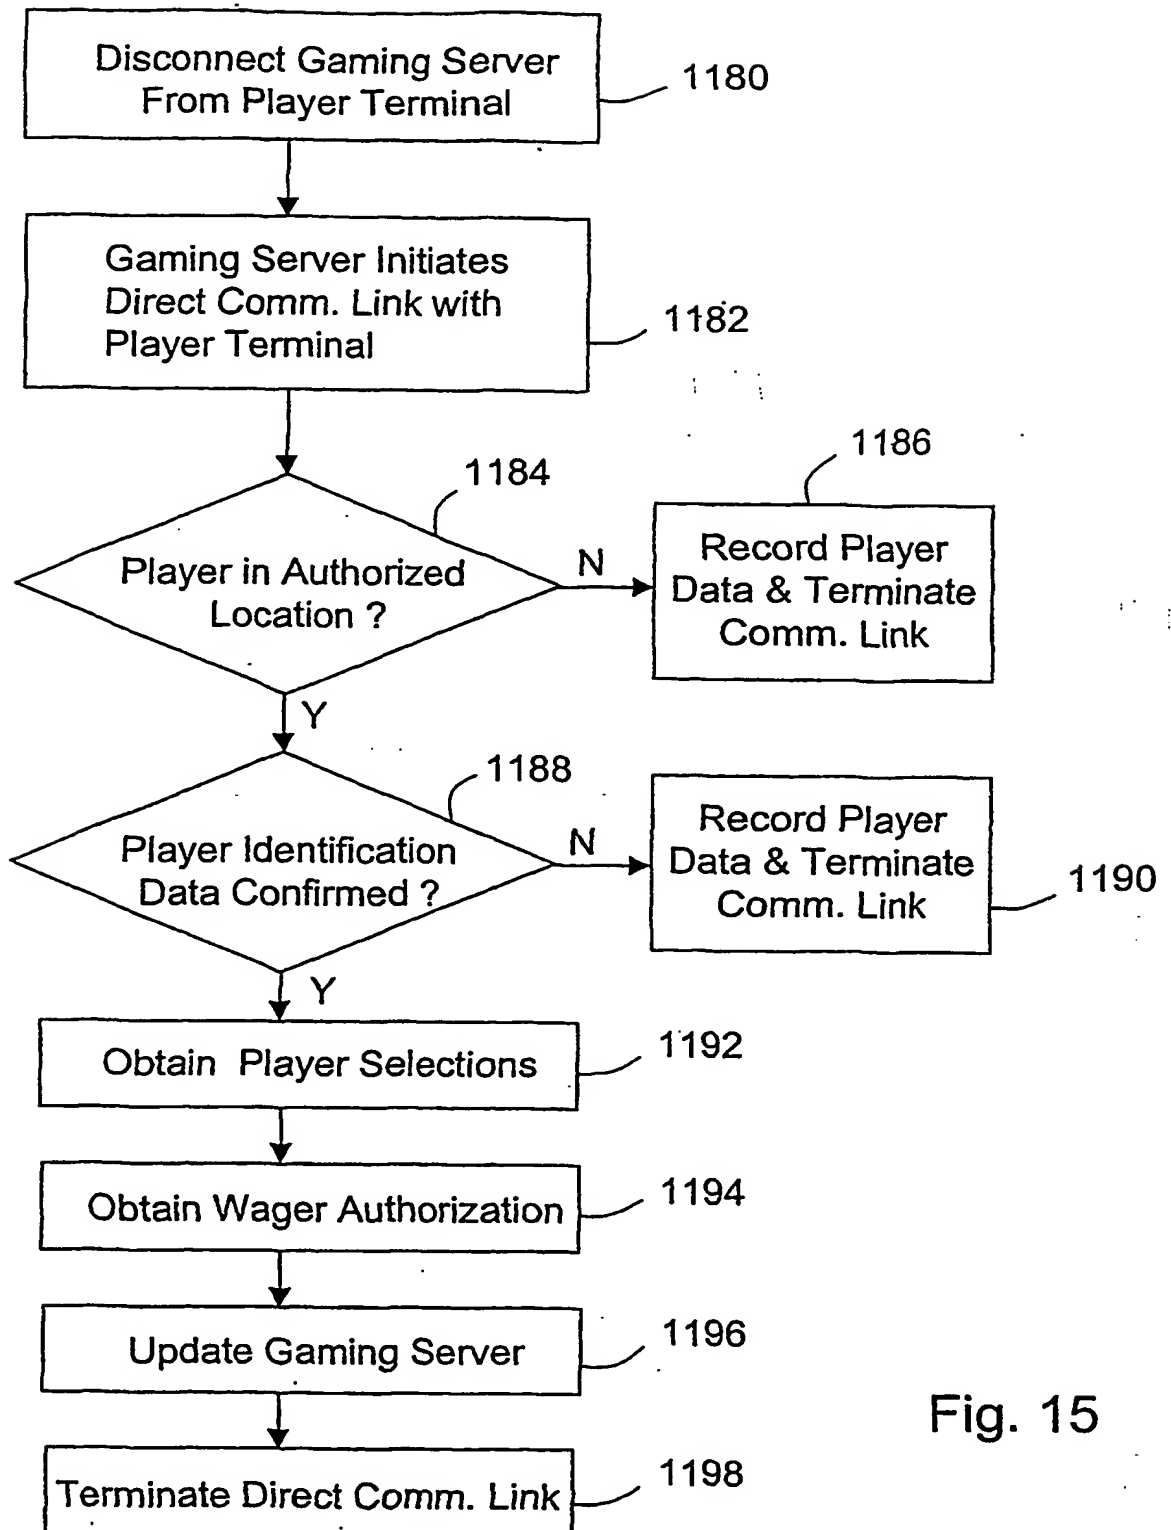 Disconnect Gaming Server
From Player Terminal
1180
Gaming Server Initiates
Direct Comm. Link with
Player Terminal
1182
1184
Player in Authorized
Location ?
N
1186
Record Player
Data & Terminate
Comm. Link
Y
1188
Player Identification
Data Confirmed ?
N
Record Player
Data & Terminate
Comm. Link
1190
Y
Obtain Player Selections
1192
Obtain Wager Authorization
1194
Update Gaming Server
1196
Terminate Direct Comm. Link
1198
Fig. 15